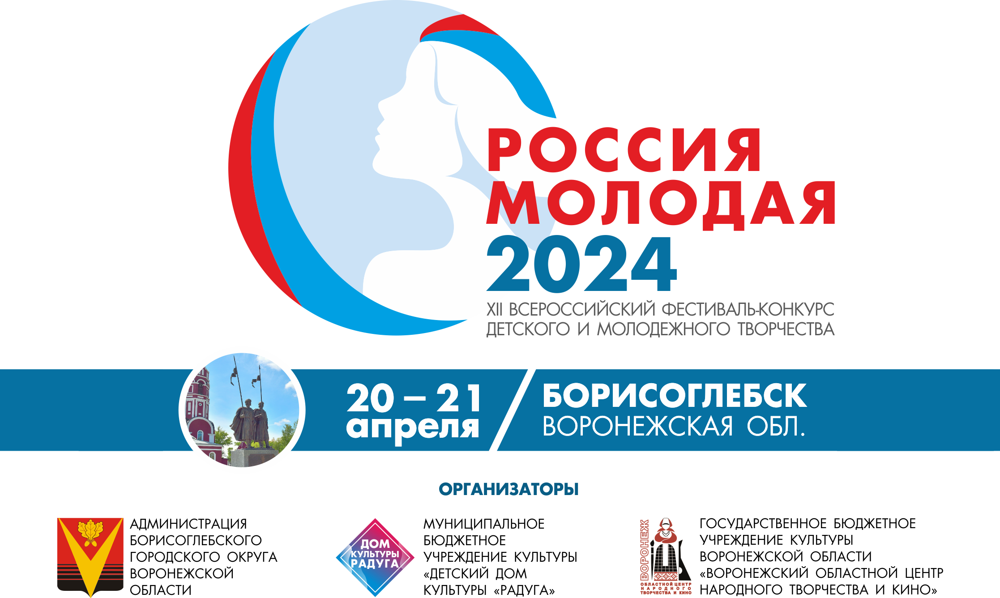 РОССИЯ
МОЛОДАЯ
2024
XII ВСЕРОССИЙСКИЙ ФЕСТИВАЛЬ-КОНКУРС
ДЕТСКОГО И МОЛОДЕЖНОГО ТВОРЧЕСТВА
20 – 21
апреля
БОРИСОГЛЕБСК
ВОРОНЕЖСКАЯ ОБЛ.
ОРГАНИЗАТОРЫ
АДМИНИСТРАЦИЯ
БОРИСОГЛЕБСКОГО
ГОРОДСКОГО ОКРУГА
ВОРОНЕЖСКОЙ
ОБЛАСТИ
ДОМ
КУЛЬТУРЫ
РАДУГА
МУНИЦИПАЛЬНОЕ
БЮДЖЕТНОЕ
УЧРЕЖДЕНИЕ КУЛЬТУРЫ
«ДЕТСКИЙ ДОМ
КУЛЬТУРЫ «РАДУГА»
ВОРОНЕЖ
ОБЛАСТНОЙ ЦЕНТР
НАРОДНОГО
ТВОРЧЕСТВА И КИНО
ГОСУДАРСТВЕННОЕ БЮДЖЕТНОЕ
УЧРЕЖДЕНИЕ КУЛЬТУРЫ
ВОРОНЕЖСКОЙ ОБЛАСТИ
«ВОРОНЕЖСКИЙ ОБЛАСТНОЙ ЦЕНТР
НАРОДНОГО ТВОРЧЕСТВА И КИНО»